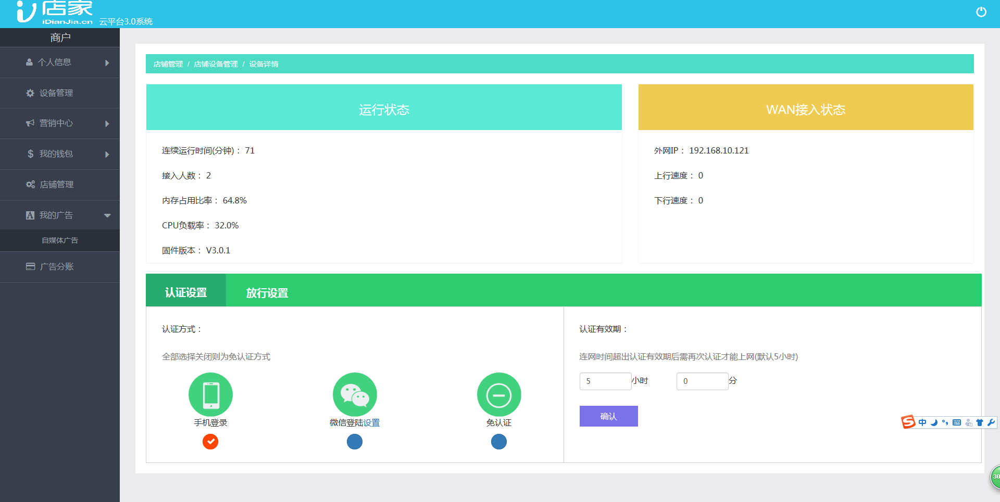 店家
iDianJia.cn 云平台3.0系统
商户
个人信息
设备管理
营销中心
我的钱包
店铺管理
我的广告
自媒体广告
广告分账
店铺管理 / 店铺设备管理 / 设备详情
运行状态
连续运行时间(分钟)： 71
接入人数： 2
内存占用比率： 64.8%
CPU负载率： 32.0%
固件版本： V3.0.1
WAN接入状态
外网IP： 192.168.10.121
上行速度： 0
下行速度： 0
认证设置 放行设置
认证方式：
全部选择关闭则为免认证方式
手机登录 微信登陆设置 免认证
认证有效期：
连网时间超出认证有效期后需再次认证才能上网(默认5小时)
5 小时 0 分
确认
中
30